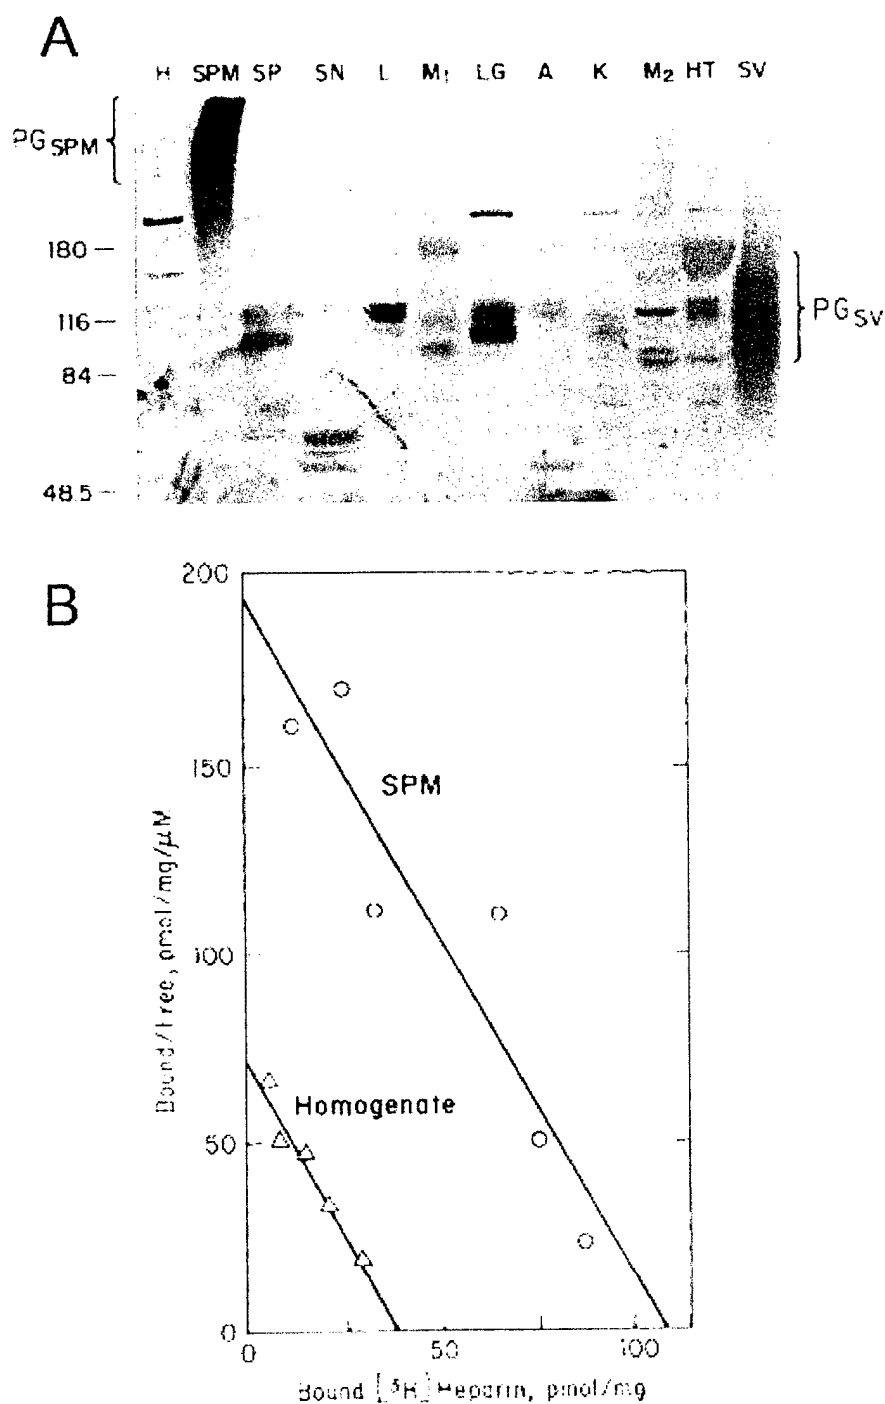 A
H SPM SP SN L M1 LG A K M2 HT SV
PGSPM
180
116
84
48.5
PGSV
B
200
150
100
50
0
SPM
Homogenate
Bound/Free, pmol/mg/μM
0 50 100
Bound [3H] Heparin, pmol/mg